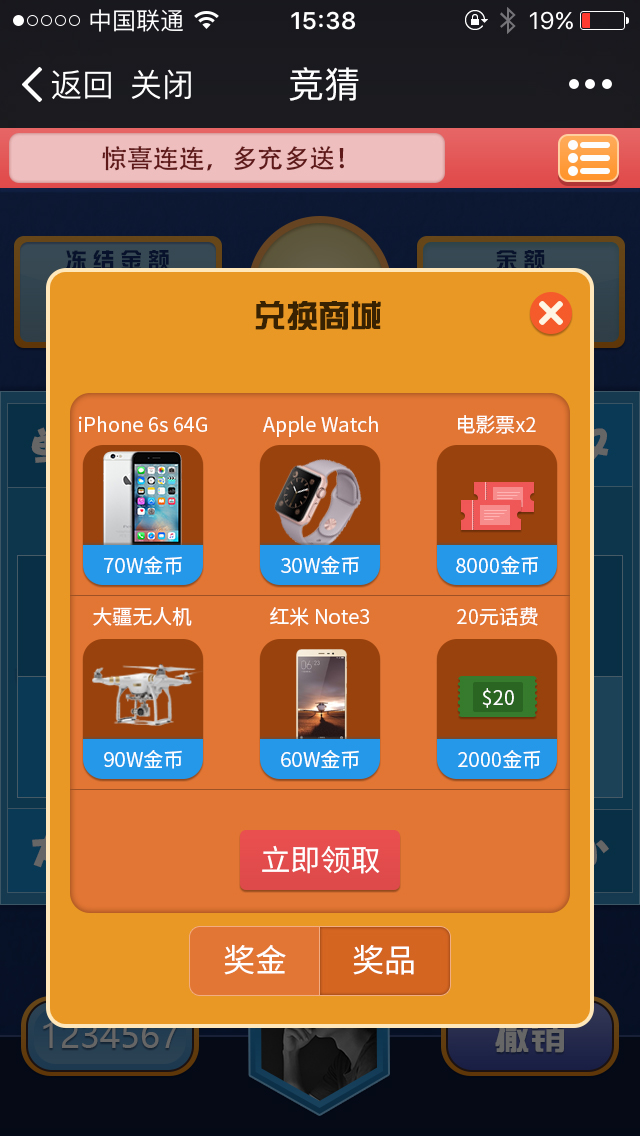 中国联通 15:38 19%
返回 关闭 竞猜
惊喜连连，多充多送！
冻结金额 余额
兑换商城
iPhone 6s 64G Apple Watch 电影票x2
70W金币 30W金币 8000金币
大疆无人机 红米 Note3 20元话费
06:23
$20
90W金币 60W金币 2000金币
立即领取
奖金 奖品
1234567 撤销